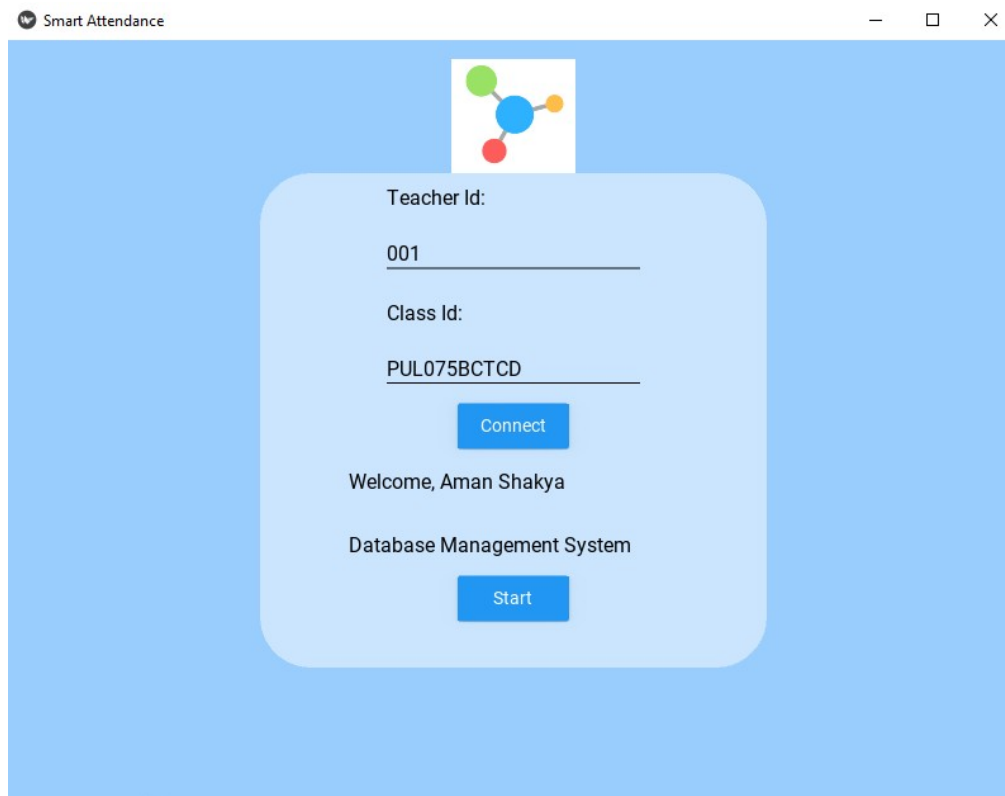 Smart Attendance
Teacher Id:
001
Class Id:
PUL075BCTCD
Connect
Welcome, Aman Shakya
Database Management System
Start